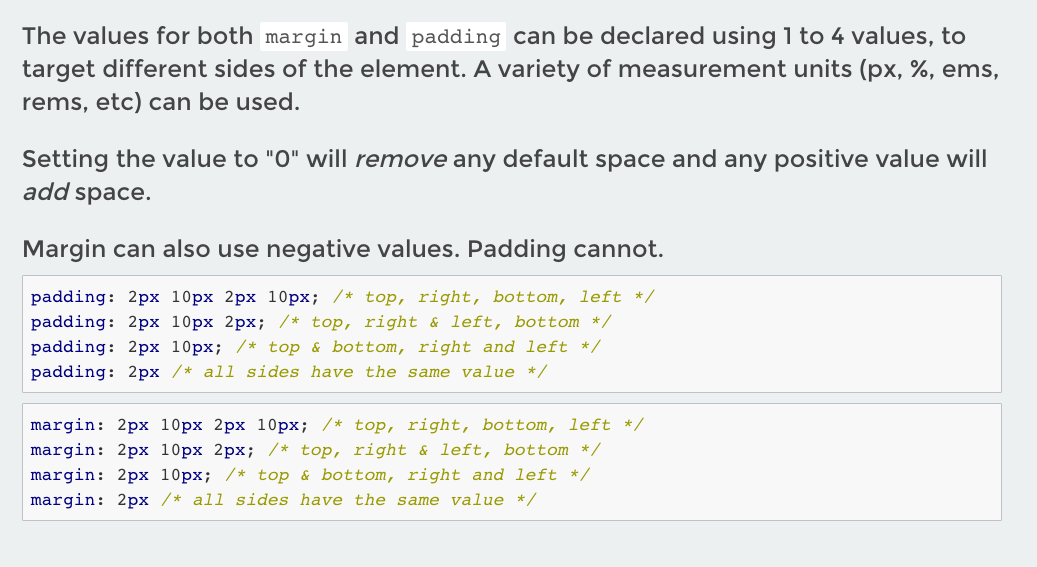 The values for both margin and padding can be declared using 1 to 4 values, to
target different sides of the element. A variety of measurement units (px, %, ems,
rems, etc) can be used.
Setting the value to "0" will remove any default space and any positive value will
add space.
Margin can also use negative values. Padding cannot.
padding: 2px 10px 2px 10px; /* top, right, bottom, left */
padding: 2px 10px 2px; /* top, right & left, bottom */
padding: 2px 10px; /* top & bottom, right and left */
padding: 2px /* all sides have the same value */
margin: 2px 10px 2px 10px; /* top, right, bottom, left */
margin: 2px 10px 2px; /* top, right & left, bottom */
margin: 2px 10px; /* top & bottom, right and left */
margin: 2px /* all sides have the same value */